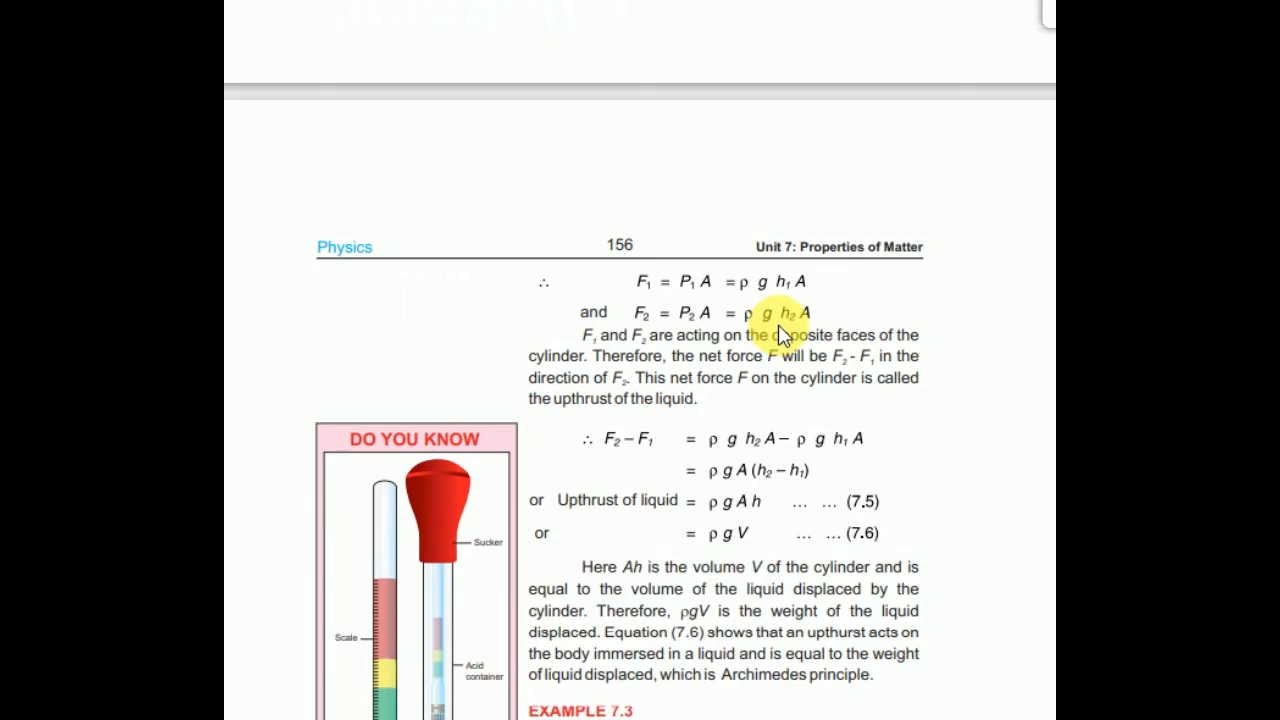 Physics 156 Unit 7: Properties of Matter
∴ F₁ = P₁ A = ρ g h₁ A
and F₂ = P₂ A = ρ g h₂ A
F₁ and F₂ are acting on the opposite faces of the
cylinder. Therefore, the net force F will be F₂ - F₁ in the
direction of F₂. This net force F on the cylinder is called
the upthrust of the liquid.
∴ F₂ – F₁ = ρ g h₂ A – ρ g h₁ A
= ρ g A (h₂ – h₁)
or Upthrust of liquid = ρ g A h ... ... (7.5)
or = ρ g V ... ... (7.6)
Here Ah is the volume V of the cylinder and is
equal to the volume of the liquid displaced by the
cylinder. Therefore, ρgV is the weight of the liquid
displaced. Equation (7.6) shows that an upthurst acts on
the body immersed in a liquid and is equal to the weight
of liquid displaced, which is Archimedes principle.
EXAMPLE 7.3
DO YOU KNOW
Sucker
Scale
Acid
container